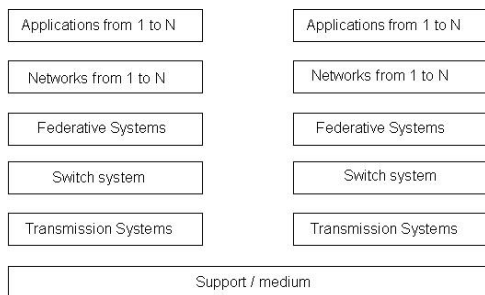 Applications from 1 to N
Applications from 1 to N
Networks from 1 to N
Networks from 1 to N
Federative Systems
Federative Systems
Switch system
Switch system
Transmission Systems
Transmission Systems
Support / medium